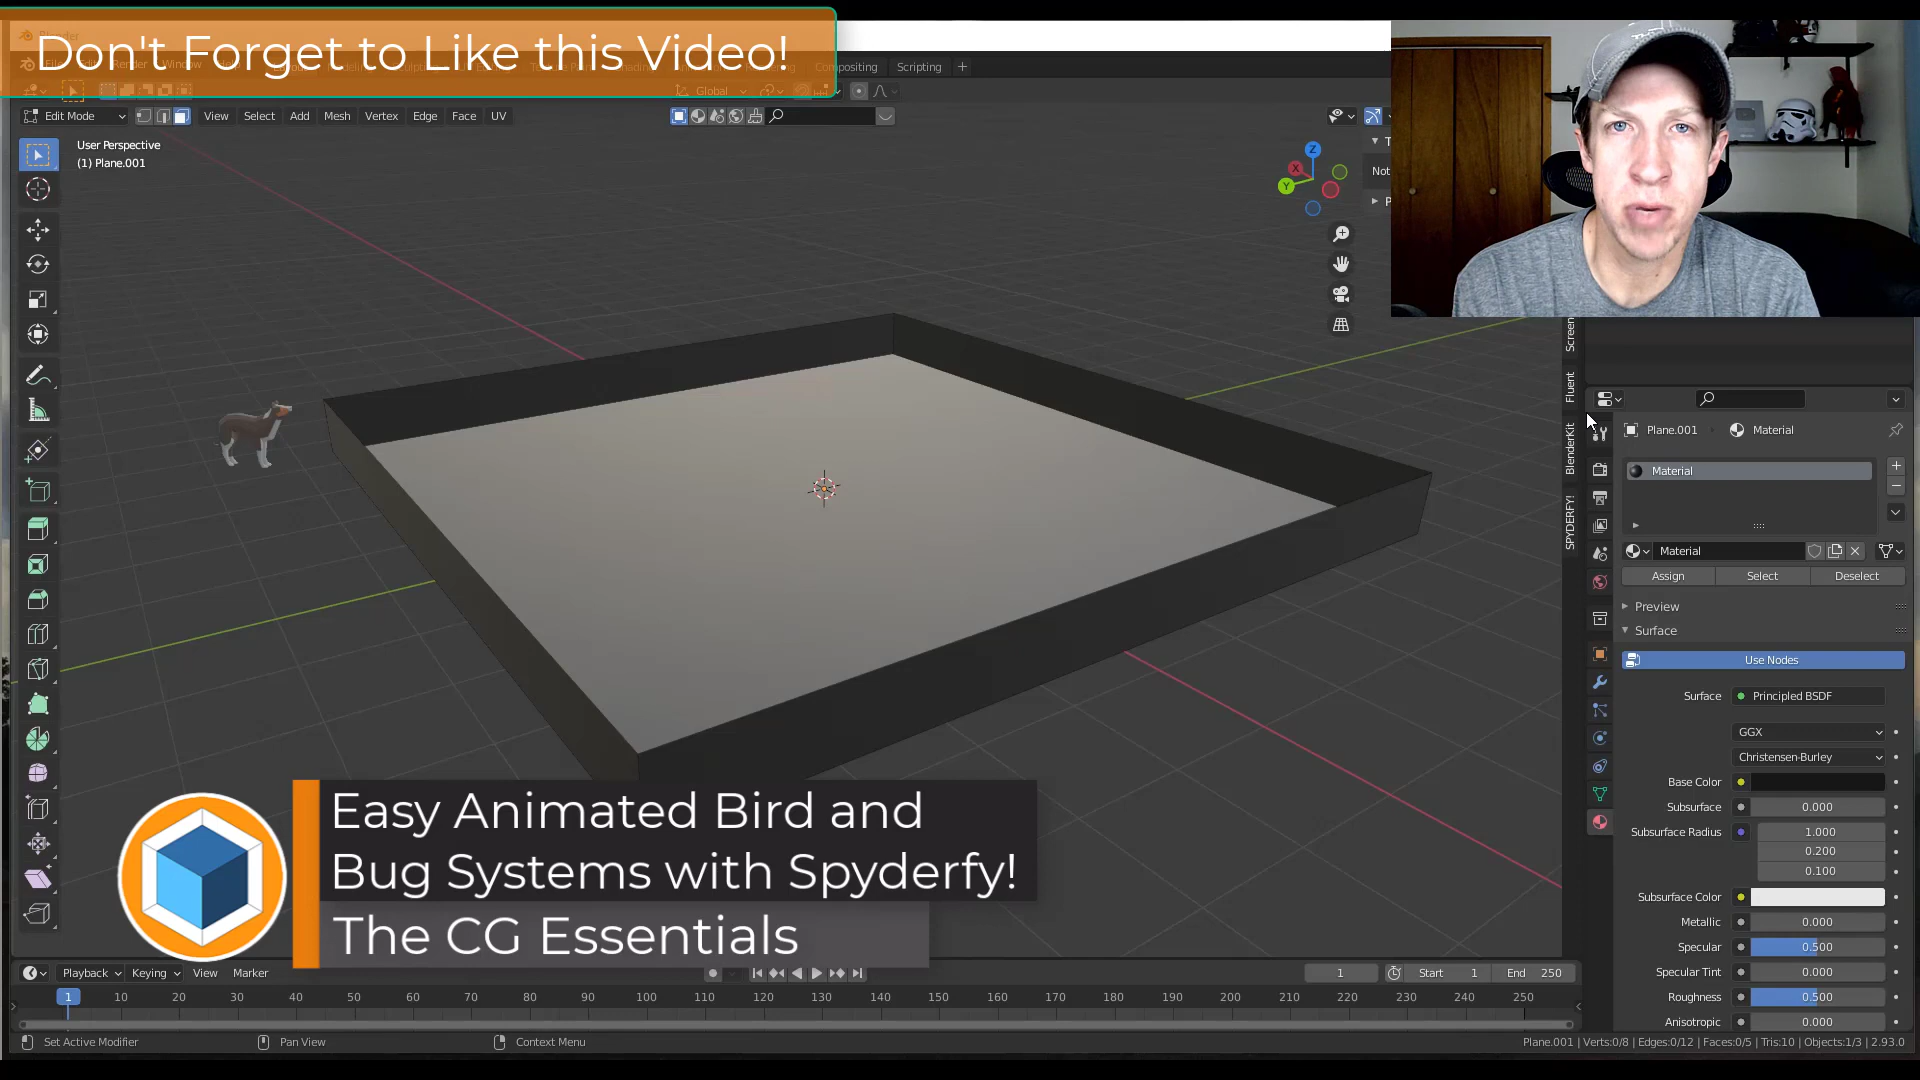 Don't Forget to Like this Video!
Compositing Scripting +
Global
Edit Mode View Select Add Mesh Vertex Edge Face UV
User Perspective
(1) Plane.001
Z
X
Y
Not
Screen
Fluent
BlenderKit
SPYDERFY!
Plane.001 Material
Material
Material
Assign Select Deselect
Preview
Surface
Use Nodes
Surface Principled BSDF
GGX
Christensen-Burley
Base Color
Subsurface 0.000
Subsurface Radius 1.000
0.200
0.100
Subsurface Color
Metallic 0.000
Specular 0.500
Specular Tint 0.000
Roughness 0.500
Anisotropic 0.000
Easy Animated Bird and
Bug Systems with Spyderfy!
The CG Essentials
Playback Keying View Marker 1 Start 1 End 250
1 10 20 30 40 50 60 70 80 90 100 110 120 130 140 150 160 170 180 190 200 210 220 230 240 250
Set Active Modifier Pan View Context Menu Plane.001 | Verts:0/8 | Edges:0/12 | Faces:0/5 | Tris:10 | Objects:1/3 | 2.93.0